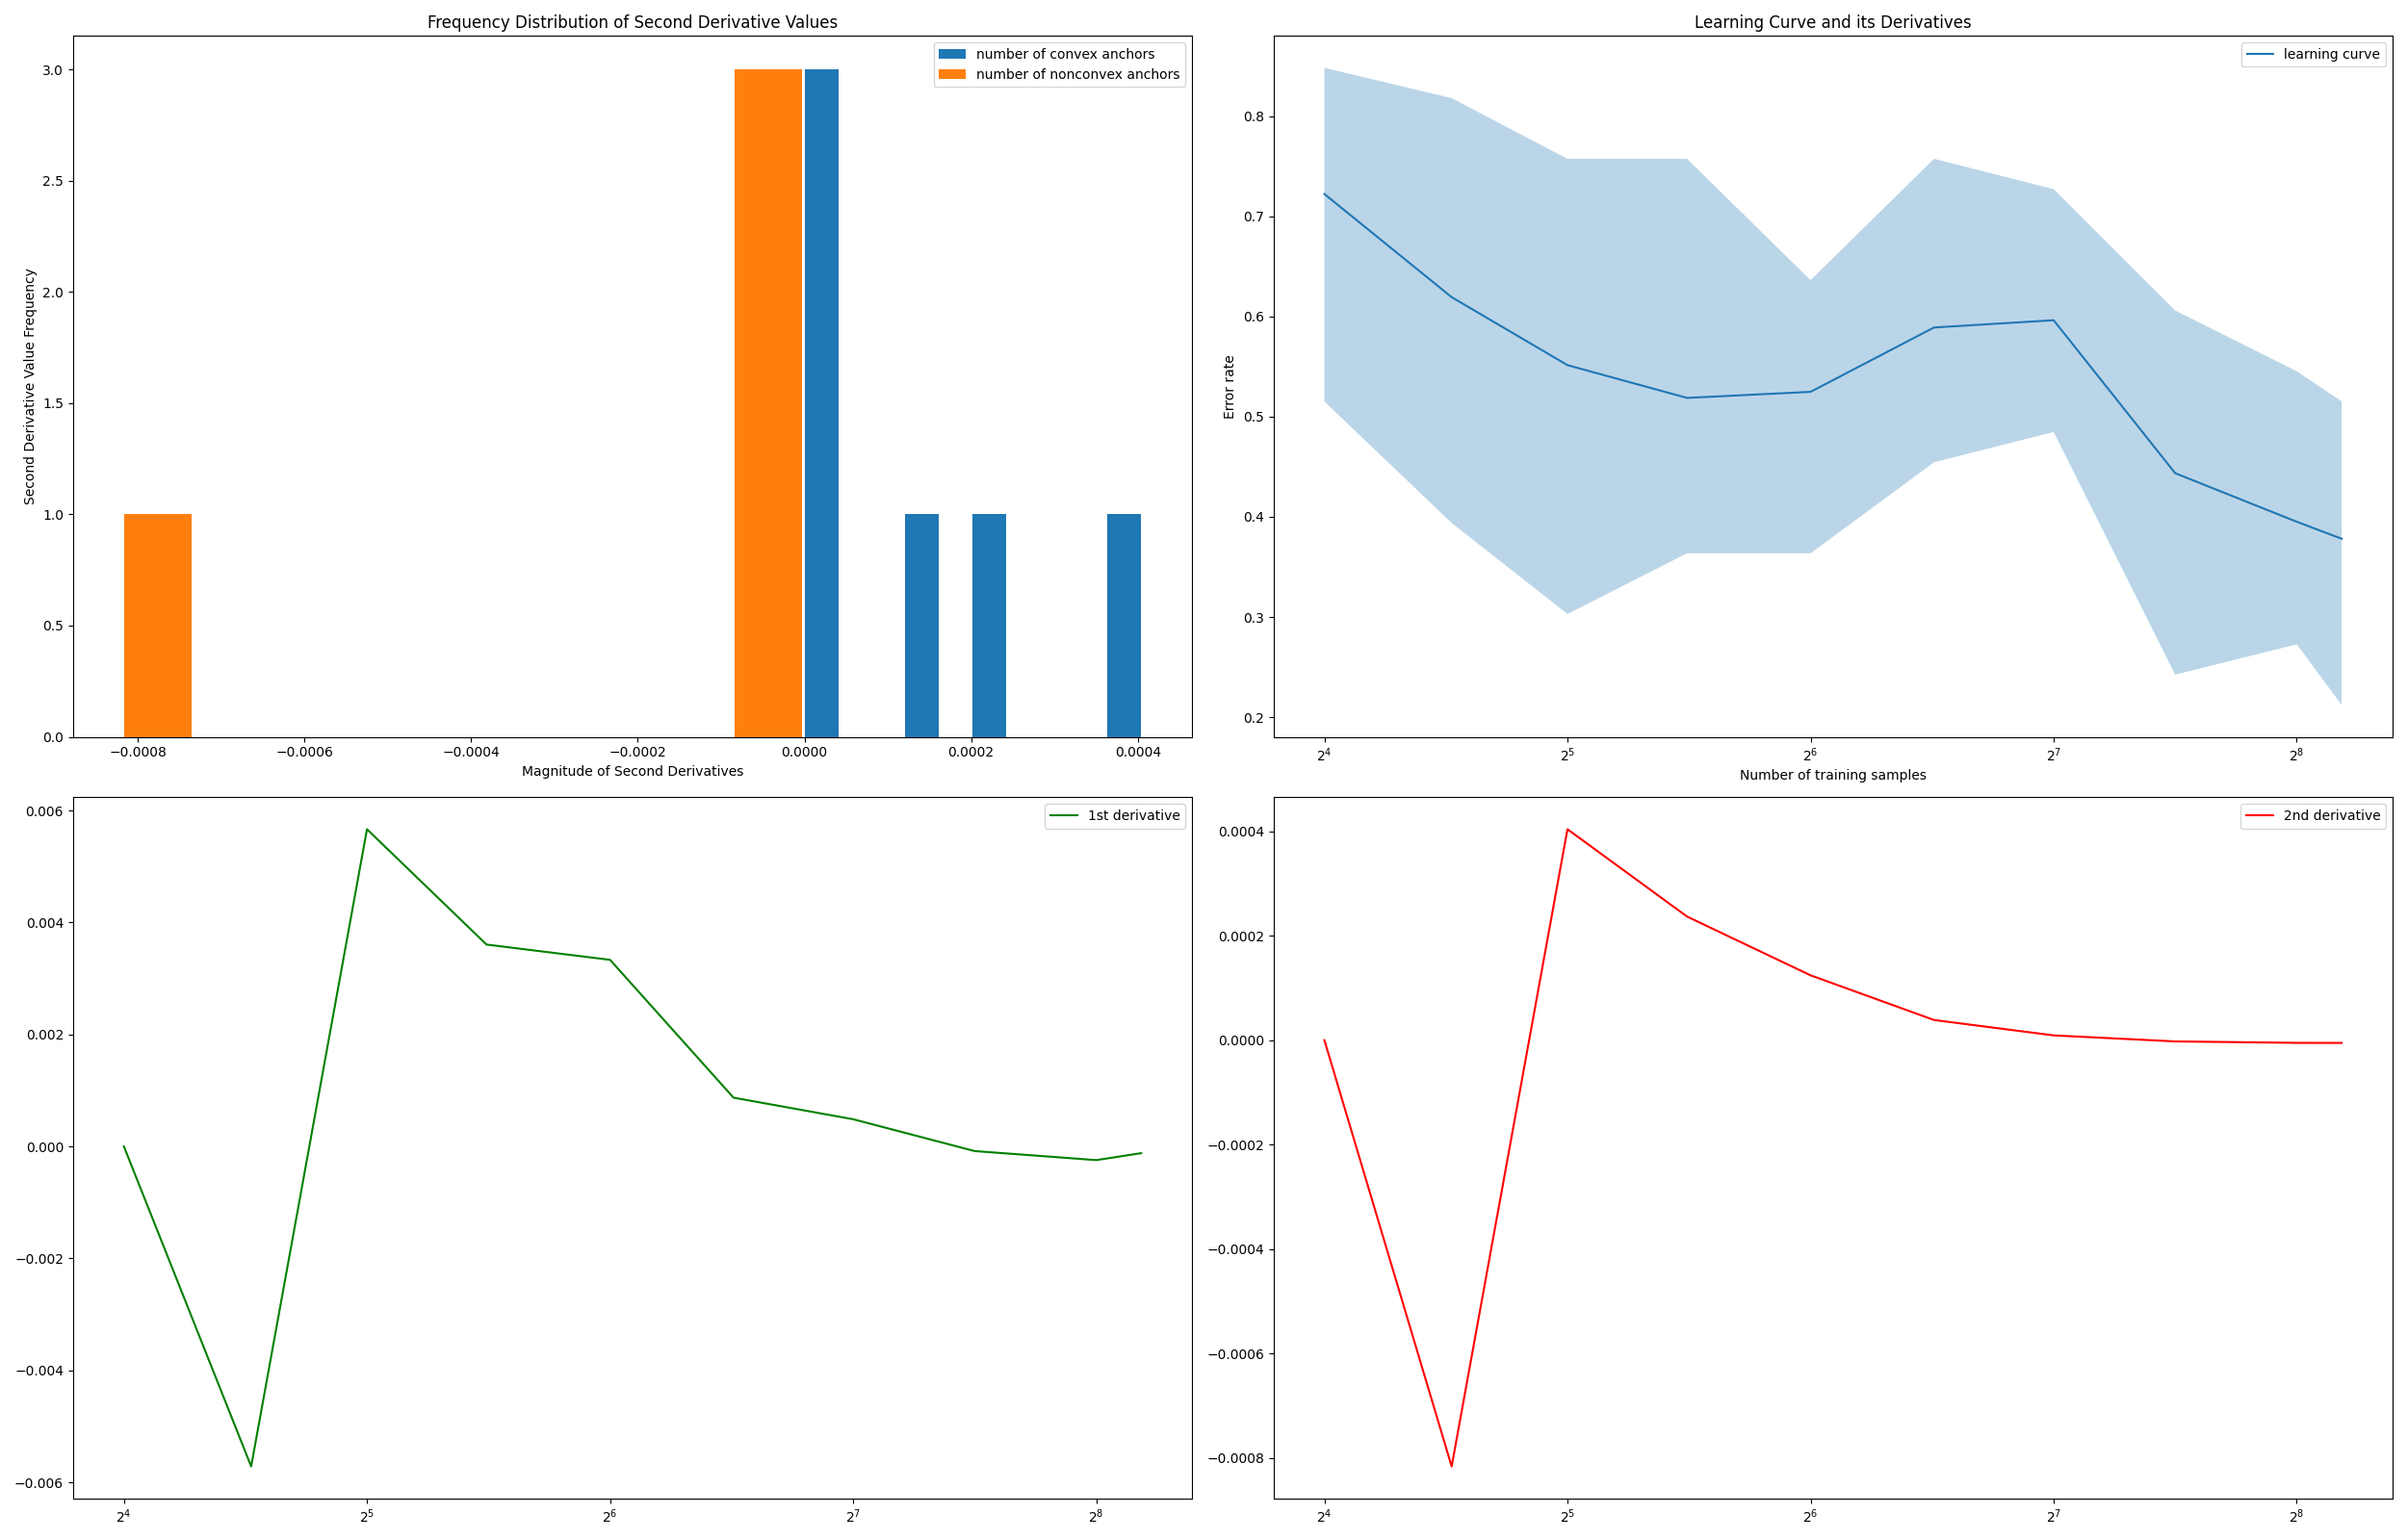 Frequency Distribution of Second Derivative Values
number of convex anchors
number of nonconvex anchors
Second Derivative Value Frequency
3.0
2.5
2.0
1.5
1.0
0.5
0.0
−0.0008 −0.0006 −0.0004 −0.0002 0.0000 0.0002 0.0004
Magnitude of Second Derivatives
Learning Curve and its Derivatives
learning curve
Error rate
0.8
0.7
0.6
0.5
0.4
0.3
0.2
2⁴ 2⁵ 2⁶ 2⁷ 2⁸
Number of training samples
1st derivative
0.006
0.004
0.002
0.000
−0.002
−0.004
−0.006
2⁴ 2⁵ 2⁶ 2⁷ 2⁸
2nd derivative
0.0004
0.0002
0.0000
−0.0002
−0.0004
−0.0006
−0.0008
2⁴ 2⁵ 2⁶ 2⁷ 2⁸